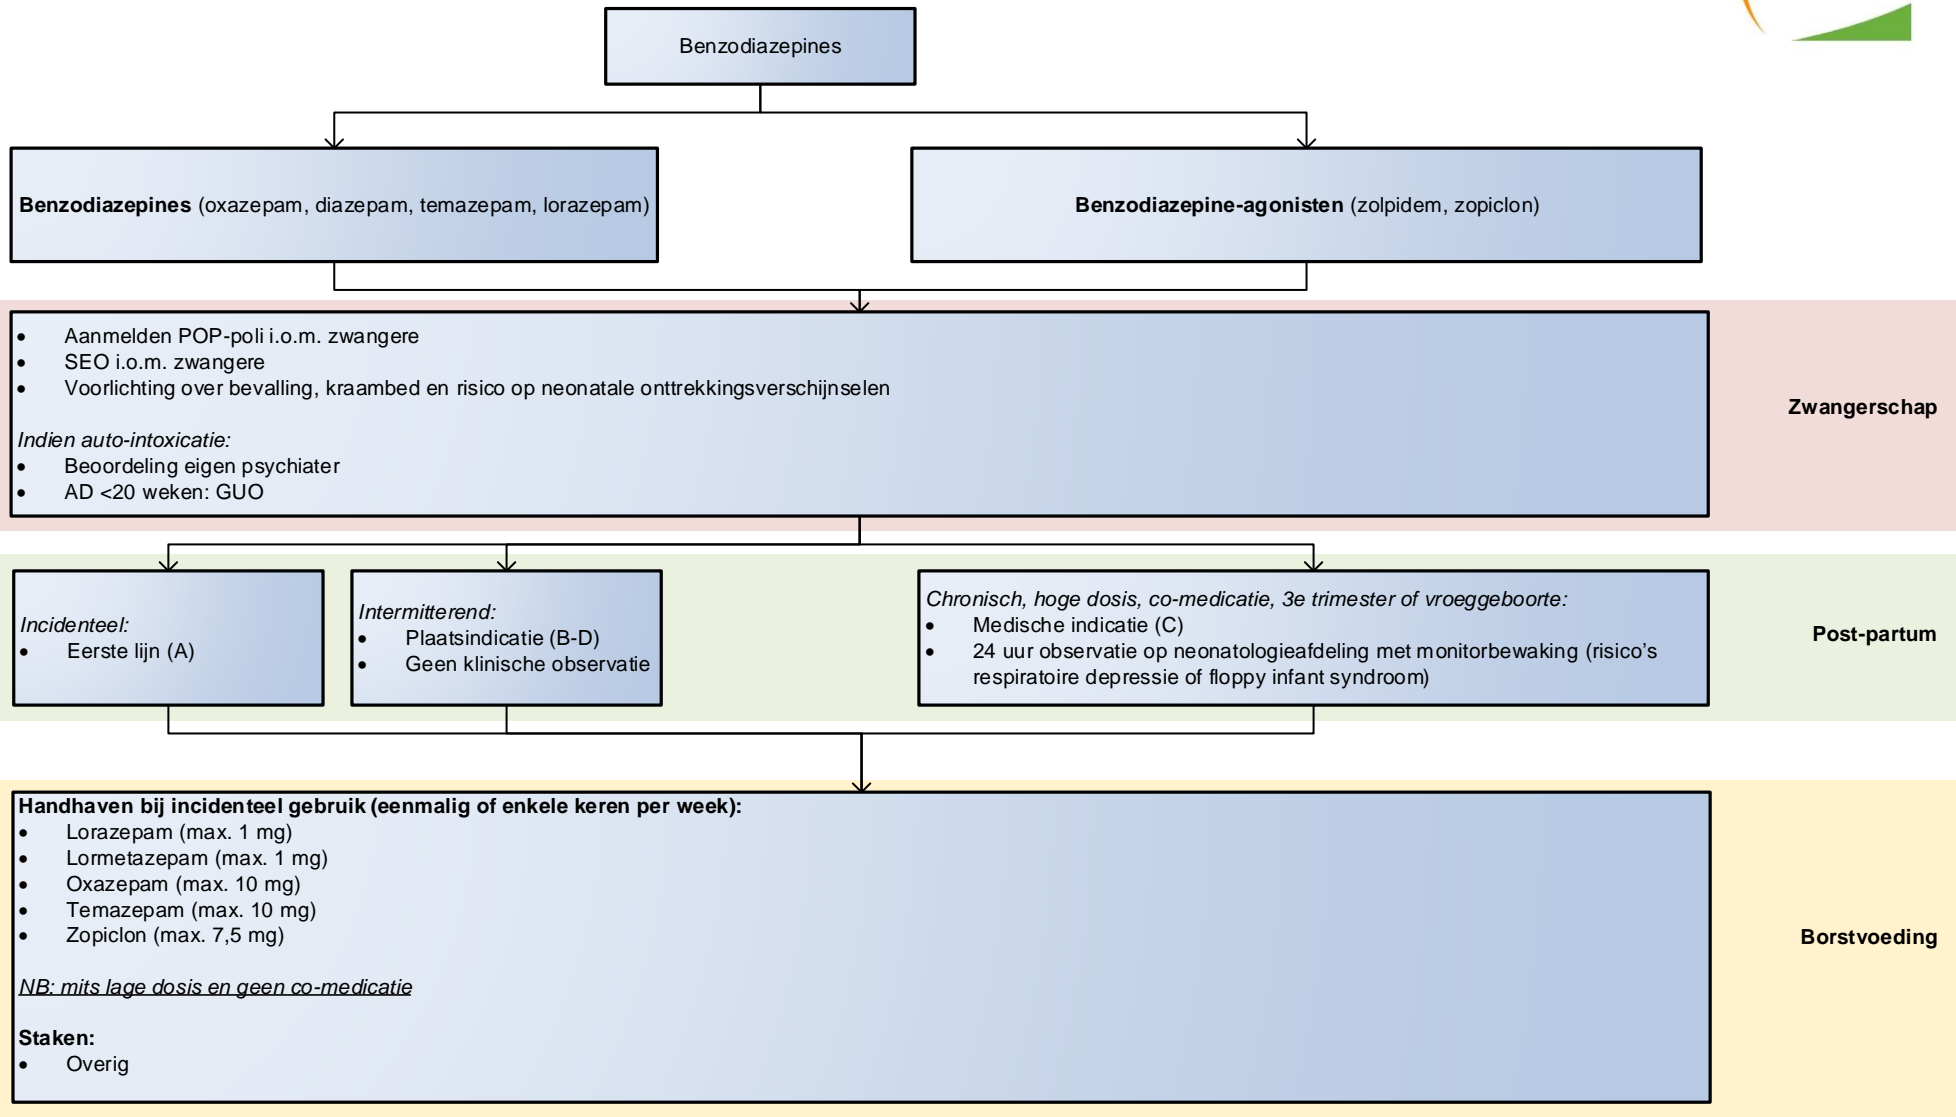 Benzodiazepines
Benzodiazepines (oxazepam, diazepam, temazepam, lorazepam)
Benzodiazepine-agonisten (zolpidem, zopiclon)
• Aanmelden POP-poli i.o.m. zwangere
• SEO i.o.m. zwangere
• Voorlichting over bevalling, kraambed en risico op neonatale onttrekkingsverschijnselen
Indien auto-intoxicatie:
• Beoordeling eigen psychiater
• AD <20 weken: GUO
Zwangerschap
Incidenteel:
• Eerste lijn (A)
Intermitterend:
• Plaatsindicatie (B-D)
• Geen klinische observatie
Chronisch, hoge dosis, co-medicatie, 3e trimester of vroeggeboorte:
• Medische indicatie (C)
• 24 uur observatie op neonatologieafdeling met monitorbewaking (risico’s
respiratoire depressie of floppy infant syndroom)
Post-partum
Handhaven bij incidenteel gebruik (eenmalig of enkele keren per week):
• Lorazepam (max. 1 mg)
• Lormetazepam (max. 1 mg)
• Oxazepam (max. 10 mg)
• Temazepam (max. 10 mg)
• Zopiclon (max. 7,5 mg)
NB: mits lage dosis en geen co-medicatie
Staken:
• Overig
Borstvoeding